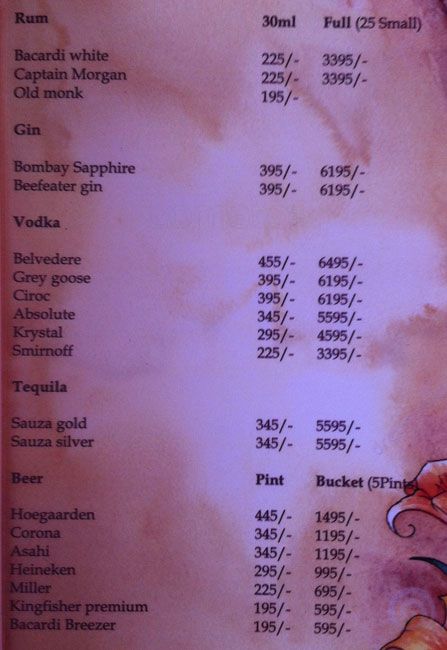 Rum 30ml Full (25 Small)
Bacardi white 225/- 3395/-
Captain Morgan 225/- 3395/-
Old monk 195/-
Gin
Bombay Sapphire 395/- 6195/-
Beefeater gin 395/- 6195/-
Vodka
Belvedere 455/- 6495/-
Grey goose 395/- 6195/-
Ciroc 395/- 6195/-
Absolute 345/- 5595/-
Krystal 295/- 4595/-
Smirnoff 225/- 3395/-
Tequila
Sauza gold 345/- 5595/-
Sauza silver 345/- 5595/-
Beer Pint Bucket (5Pints)
Hoegaarden 445/- 1495/-
Corona 345/- 1195/-
Asahi 345/- 1195/-
Heineken 295/- 995/-
Miller 225/- 695/-
Kingfisher premium 195/- 595/-
Bacardi Breezer 195/- 595/-